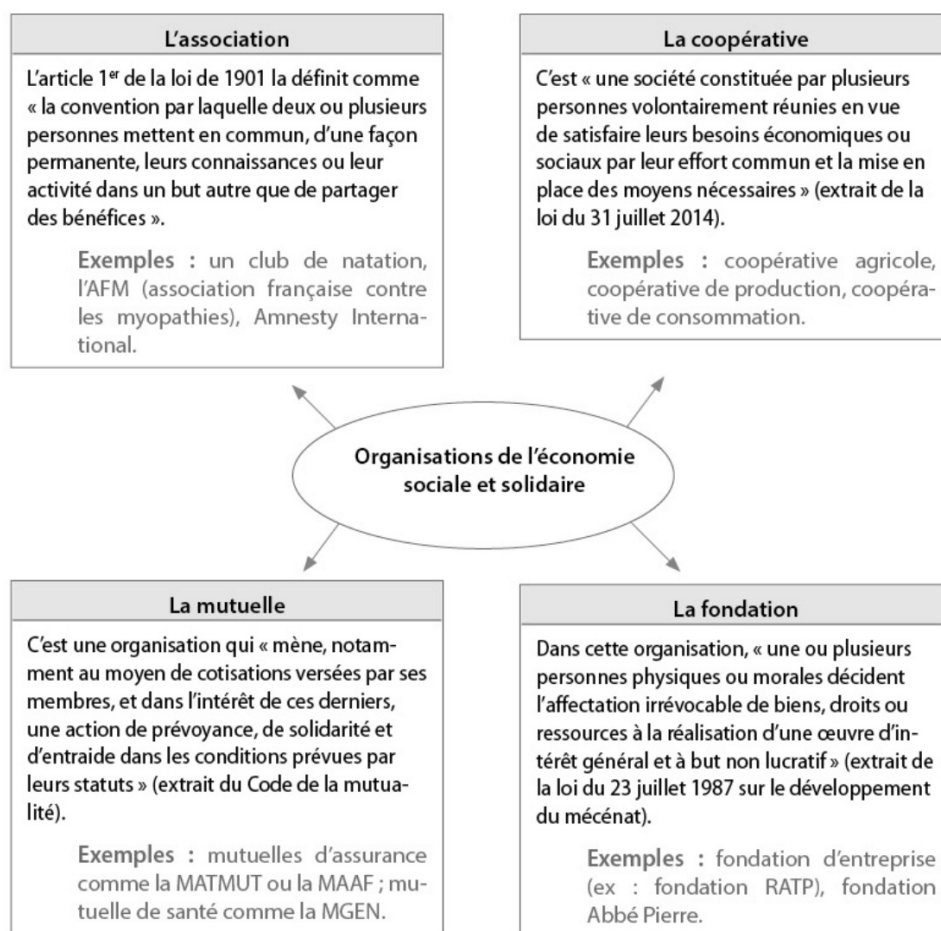 L'association
L'article 1er de la loi de 1901 la définit comme
« la convention par laquelle deux ou plusieurs
personnes mettent en commun, d'une façon
permanente, leurs connaissances ou leur
activité dans un but autre que de partager
des bénéfices ».
Exemples : un club de natation,
l'AFM (association française contre
les myopathies), Amnesty Interna-
tional.
La coopérative
C'est « une société constituée par plusieurs
personnes volontairement réunies en vue
de satisfaire leurs besoins économiques ou
sociaux par leur effort commun et la mise en
place des moyens nécessaires » (extrait de la
loi du 31 juillet 2014).
Exemples : coopérative agricole,
coopérative de production, coopéra-
tive de consommation.
Organisations de l'économie
sociale et solidaire
La mutuelle
C'est une organisation qui « mène, notam-
ment au moyen de cotisations versées par ses
membres, et dans l'intérêt de ces derniers,
une action de prévoyance, de solidarité et
d'entraide dans les conditions prévues par
leurs statuts » (extrait du Code de la mutua-
lité).
Exemples : mutuelles d'assurance
comme la MATMUT ou la MAAF ; mu-
tuelle de santé comme la MGEN.
La fondation
Dans cette organisation, « une ou plusieurs
personnes physiques ou morales décident
l'affectation irrévocable de biens, droits ou
ressources à la réalisation d'une œuvre d'in-
térêt général et à but non lucratif » (extrait de
la loi du 23 juillet 1987 sur le développement
du mécénat).
Exemples : fondation d'entreprise
(ex : fondation RATP), fondation
Abbé Pierre.